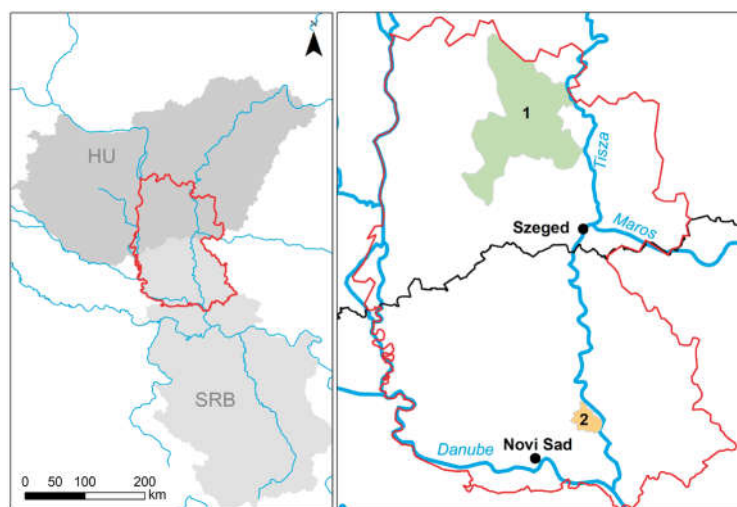 N
HU
SRB
0 50 100 200
km
1
Tisza
Szeged
Maros
2
Novi Sad
Danube